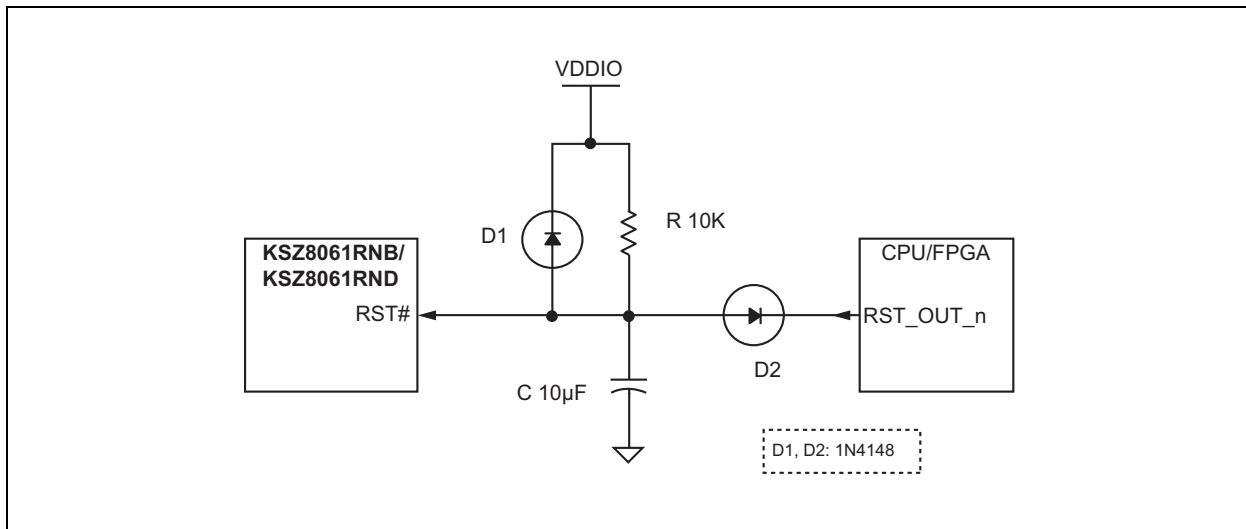 VDDIO
D1
R 10K
KSZ8061RNB/
KSZ8061RND
RST#
CPU/FPGA
RST_OUT_n
D2
C 10µF
D1, D2: 1N4148